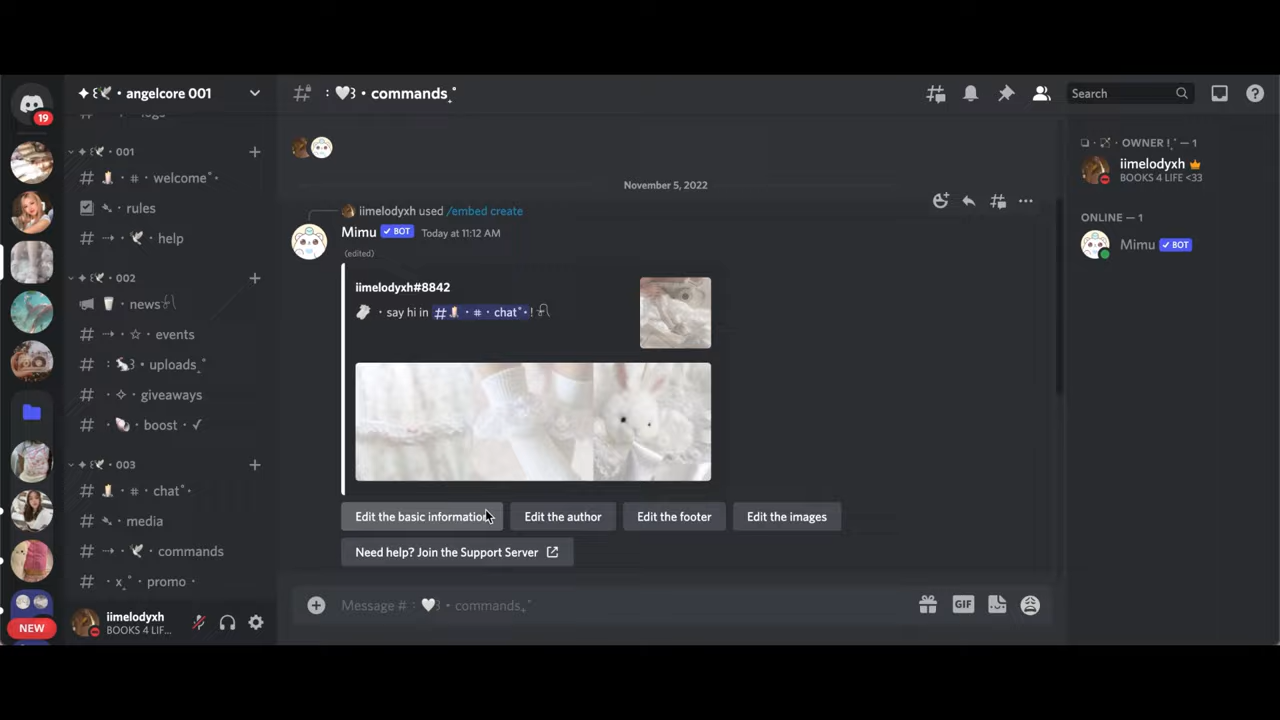 19
✦ ꒰🕊 • angelcore 001
logs
✦ ꒰🕊 • 001
🕯 · # · welcome
rules
🕊 · help
✦ ꒰🕊 • 002
🥛 · news
⇢ · ☆ · events
: 🐇3 • uploads
· ✧ · giveaways
boost · ✓
✦ ꒰🕊 • 003
🕯 · # · chat
media
⇢ · 🕊 · commands
· x · promo ·
NEW
iimelodyxh
BOOKS 4 LIF...
: 🤍3 • commands
Search
November 5, 2022
iimelodyxh used /embed create
Mimu ✓ BOT Today at 11:12 AM
(edited)
iimelodyxh#8842
· say hi in #🕯 · # · chat !
Edit the basic information
Edit the author
Edit the footer
Edit the images
Need help? Join the Support Server
Message # : 🤍3 • commands
GIF
OWNER ! — 1
iimelodyxh
BOOKS 4 LIFE <33
ONLINE — 1
Mimu ✓ BOT